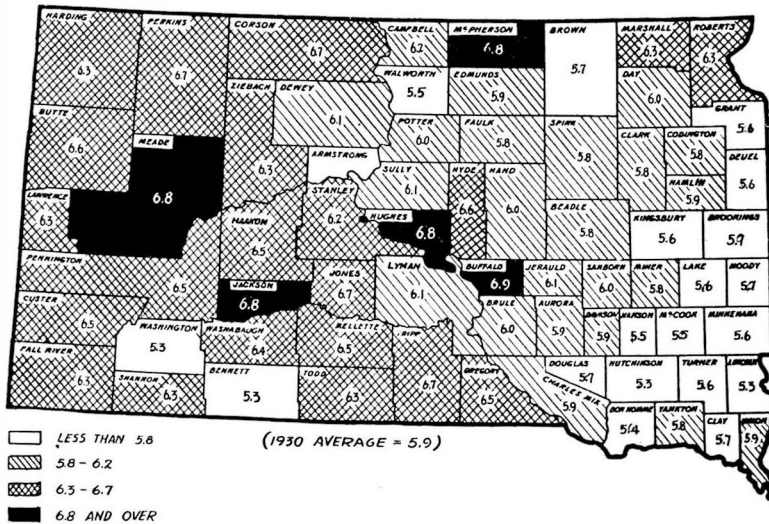 HARDING
6.3
PERKINS
6.7
CORSON
6.7
CAMPBELL
6.2
McPHERSON
6.8
BROWN
5.7
MARSHALL
6.3
ROBERTS
6.3
WALWORTH
5.5
EDMUNDS
5.9
DAY
6.0
GRANT
5.6
ZIEBACH
6.3
DEWEY
6.1
BUTTE
6.6
MEADE
6.8
POTTER
6.0
FAULK
5.8
SPINK
5.8
CLARK
5.8
CODINGTON
5.8
DEUEL
5.6
HAMLIN
5.9
ARMSTRONG
SULLY
6.1
HYDE
6.6
HAND
6.0
LAWRENCE
6.3
STANLEY
6.2
HUGHES
6.8
BEADLE
5.8
KINGSBURY
5.6
BROOKINGS
5.7
HAAKON
6.5
PENNINGTON
6.5
JACKSON
6.8
JONES
6.7
LYMAN
6.1
BUFFALO
6.9
JERAULD
6.1
SANBORN
6.0
MINER
5.8
LAKE
5.6
MOODY
5.7
CUSTER
6.5
WASHINGTON
5.3
WASHABAUGH
6.4
MELLETTE
6.5
TRIPP
6.7
BRULE
6.0
AURORA
5.9
DAVISON
5.9
HANSON
5.5
McCOOK
5.5
MINNEHAHA
5.6
FALL RIVER
6.3
SHANNON
6.3
BENNETT
5.3
TODD
6.3
GREGORY
6.5
CHARLES MIX
5.9
DOUGLAS
5.7
HUTCHINSON
5.3
TURNER
5.6
LINCOLN
5.3
BON HOMME
5.4
YANKTON
5.8
CLAY
5.7
UNION
5.9
LESS THAN 5.8
5.8 - 6.2
6.3 - 6.7
6.8 AND OVER
(1930 AVERAGE = 5.9)